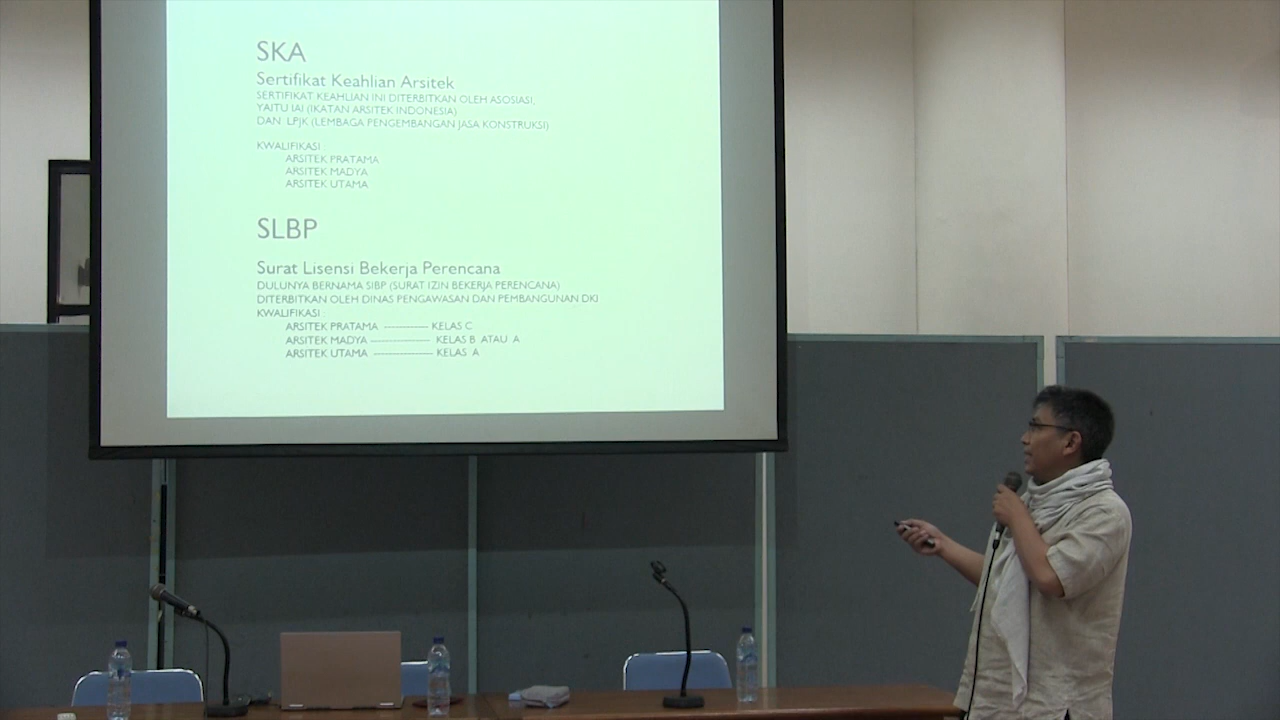 SKA
Sertifikat Keahlian Arsitek
SERTIFIKAT KEAHLIAN INI DITERBITKAN OLEH ASOSIASI,
YAITU IAI (IKATAN ARSITEK INDONESIA)
DAN LPJK (LEMBAGA PENGEMBANGAN JASA KONSTRUKSI)
KWALIFIKASI :
ARSITEK PRATAMA
ARSITEK MADYA
ARSITEK UTAMA
SLBP
Surat Lisensi Bekerja Perencana
DULUNYA BERNAMA SIBP (SURAT IZIN BEKERJA PERENCANA)
DITERBITKAN OLEH DINAS PENGAWASAN DAN PEMBANGUNAN DKI
KWALIFIKASI :
ARSITEK PRATAMA ------------- KELAS C
ARSITEK MADYA ------------------ KELAS B ATAU A
ARSITEK UTAMA ----------------- KELAS A